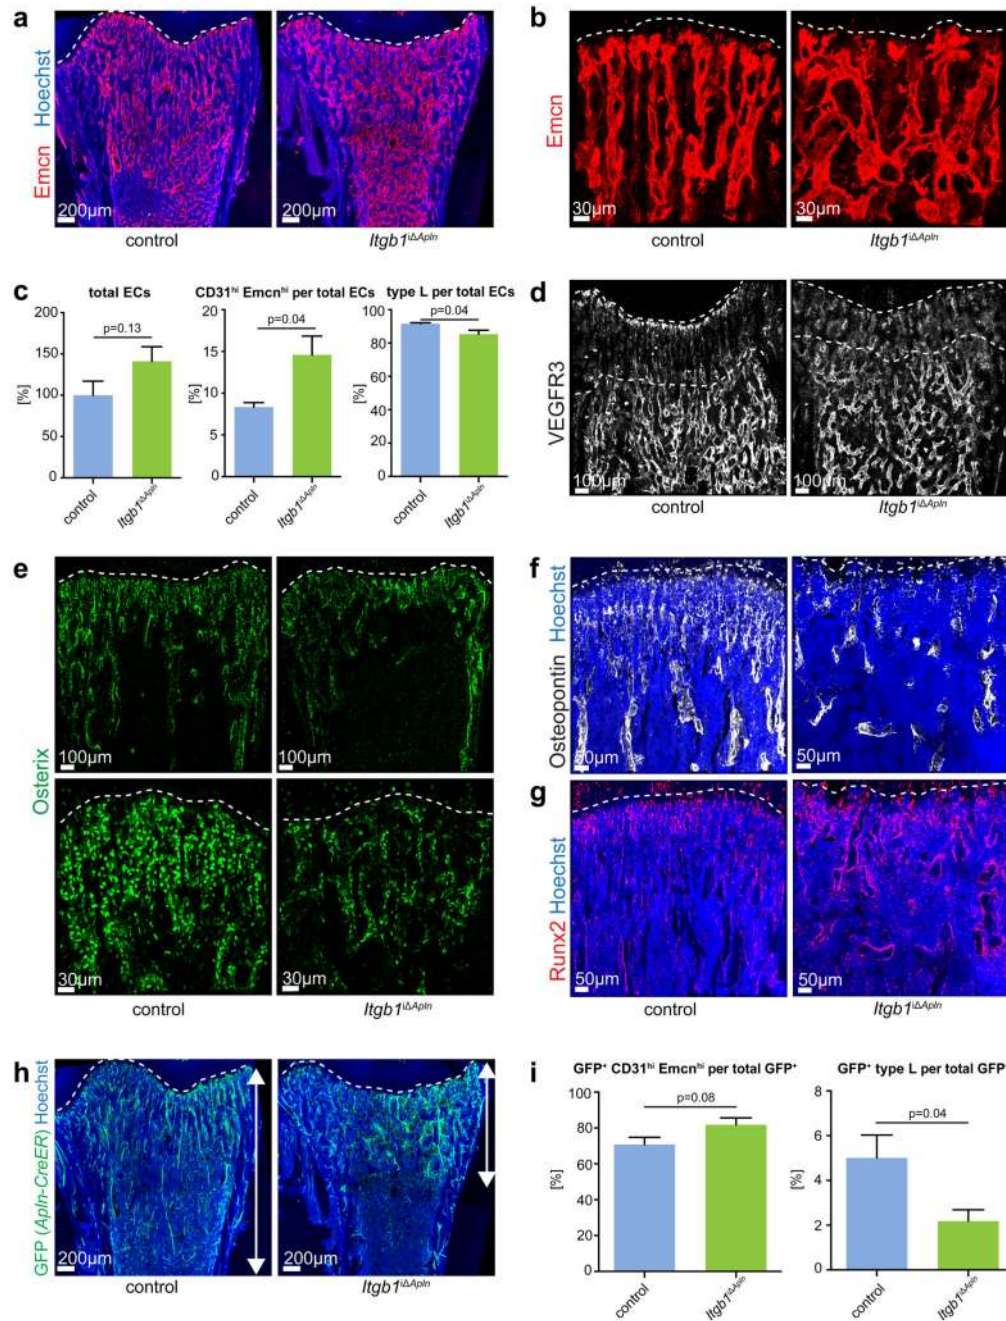 a
Emcn Hoechst
200µm
200µm
control
Itgb1iΔApln
b
Emcn
30µm
30µm
control
Itgb1iΔApln
c
total ECs
CD31hi Emcnhi per total ECs
type L per total ECs
[%]
200
150
100
50
0
p=0.13
control
Itgb1iΔApln
[%]
20
15
10
5
0
p=0.04
control
Itgb1iΔApln
[%]
100
80
60
40
20
0
p=0.04
control
Itgb1iΔApln
d
VEGFR3
100µm
100µm
control
Itgb1iΔApln
e
Osterix
100µm
100µm
30µm
30µm
control
Itgb1iΔApln
f
Osteopontin Hoechst
50µm
50µm
g
Runx2 Hoechst
50µm
50µm
control
Itgb1iΔApln
h
GFP (Apln-CreER) Hoechst
200µm
200µm
control
Itgb1iΔApln
i
GFP+ CD31hi Emcnhi per total GFP+
GFP+ type L per total GFP+
[%]
100
80
60
40
20
0
p=0.08
control
Itgb1iΔApln
[%]
8
6
4
2
0
p=0.04
control
Itgb1iΔApln